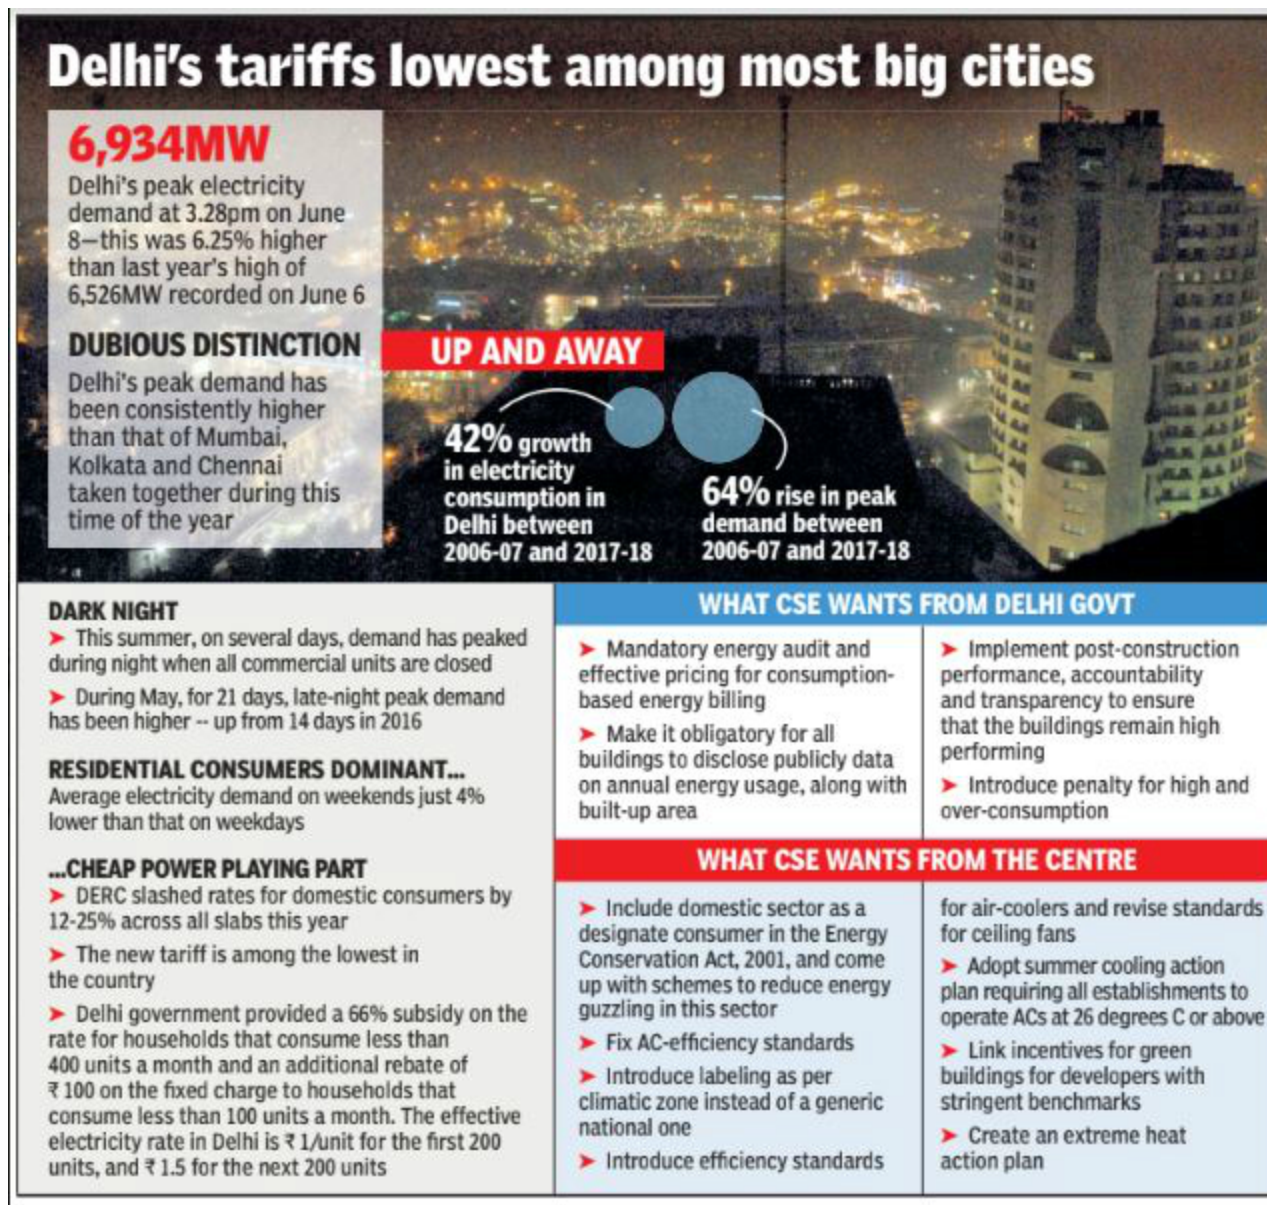 Delhi's tariffs lowest among most big cities
6,934MW
Delhi's peak electricity
demand at 3.28pm on June
8—this was 6.25% higher
than last year's high of
6,526MW recorded on June 6
DUBIOUS DISTINCTION
Delhi's peak demand has
been consistently higher
than that of Mumbai,
Kolkata and Chennai
taken together during this
time of the year
UP AND AWAY
42% growth
in electricity
consumption in
Delhi between
2006-07 and 2017-18
64% rise in peak
demand between
2006-07 and 2017-18
DARK NIGHT
➤ This summer, on several days, demand has peaked
during night when all commercial units are closed
➤ During May, for 21 days, late-night peak demand
has been higher -- up from 14 days in 2016
RESIDENTIAL CONSUMERS DOMINANT...
Average electricity demand on weekends just 4%
lower than that on weekdays
...CHEAP POWER PLAYING PART
➤ DERC slashed rates for domestic consumers by
12-25% across all slabs this year
➤ The new tariff is among the lowest in
the country
➤ Delhi government provided a 66% subsidy on the
rate for households that consume less than
400 units a month and an additional rebate of
₹ 100 on the fixed charge to households that
consume less than 100 units a month. The effective
electricity rate in Delhi is ₹ 1/unit for the first 200
units, and ₹ 1.5 for the next 200 units
WHAT CSE WANTS FROM DELHI GOVT
➤ Mandatory energy audit and
effective pricing for consumption-
based energy billing
➤ Make it obligatory for all
buildings to disclose publicly data
on annual energy usage, along with
built-up area
➤ Implement post-construction
performance, accountability
and transparency to ensure
that the buildings remain high
performing
➤ Introduce penalty for high and
over-consumption
WHAT CSE WANTS FROM THE CENTRE
➤ Include domestic sector as a
designate consumer in the Energy
Conservation Act, 2001, and come
up with schemes to reduce energy
guzzling in this sector
➤ Fix AC-efficiency standards
➤ Introduce labeling as per
climatic zone instead of a generic
national one
➤ Introduce efficiency standards
for air-coolers and revise standards
for ceiling fans
➤ Adopt summer cooling action
plan requiring all establishments to
operate ACs at 26 degrees C or above
➤ Link incentives for green
buildings for developers with
stringent benchmarks
➤ Create an extreme heat
action plan